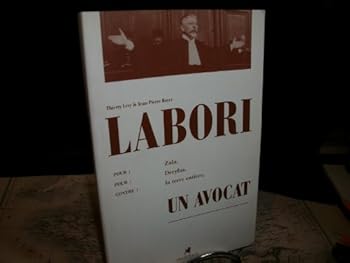 Thierry Lévy & Jean-Pierre Royer
LABORI
POUR : Zola,
POUR : Dreyfus,
CONTRE : la terre entière,
UN AVOCAT